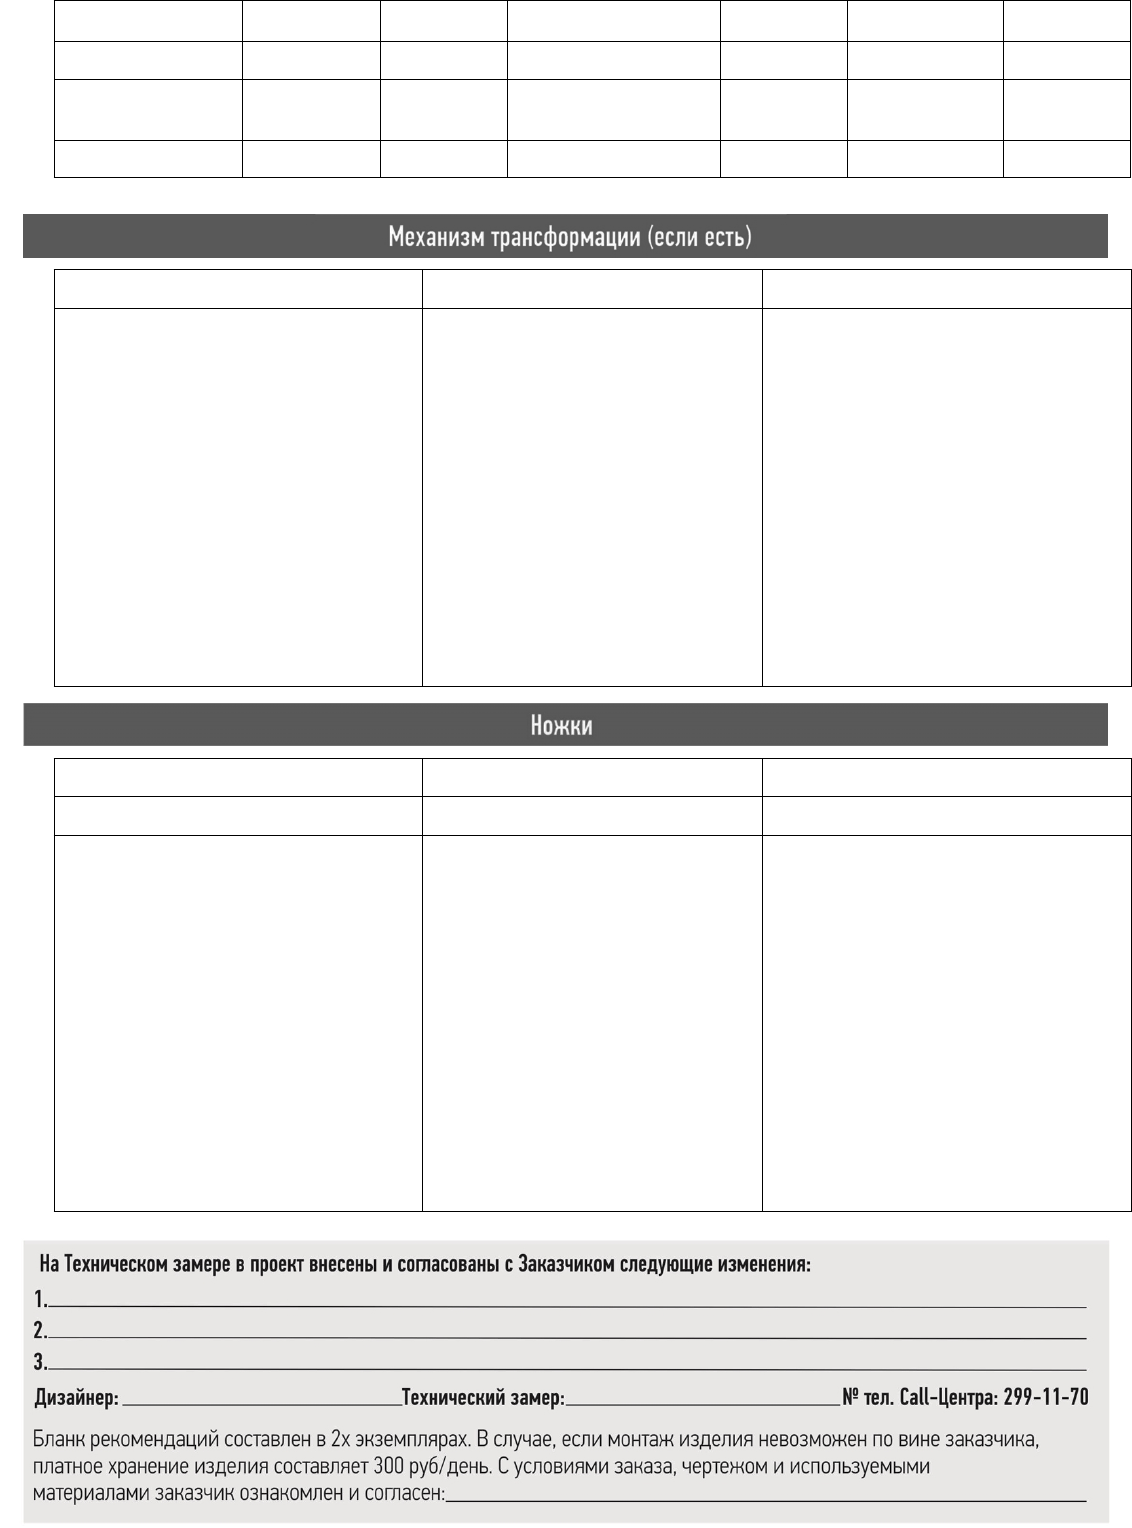 Механизм трансформации (если есть)
Ножки
На Техническом замере в проект внесены и согласованы с Заказчиком следующие изменения:
1.
2.
3.
Дизайнер: Технический замер: № тел. Call-Центра: 299-11-70
Бланк рекомендаций составлен в 2х экземплярах. В случае, если монтаж изделия невозможен по вине заказчика,
платное хранение изделия составляет 300 руб/день. С условиями заказа, чертежом и используемыми
материалами заказчик ознакомлен и согласен: